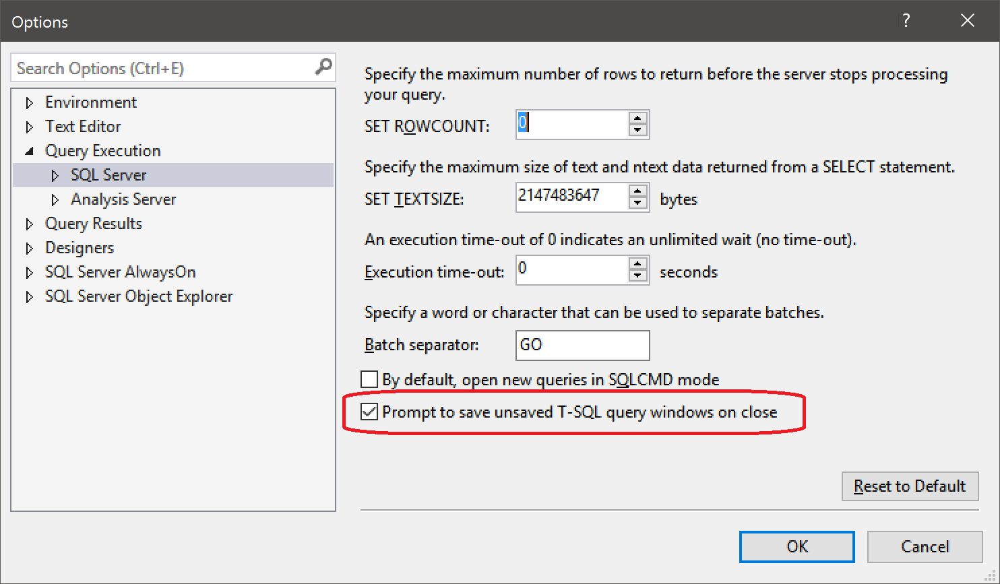 Options
?
Search Options (Ctrl+E)
Environment
Text Editor
Query Execution
SQL Server
Analysis Server
Query Results
Designers
SQL Server AlwaysOn
SQL Server Object Explorer
Specify the maximum number of rows to return before the server stops processing
your query.
SET ROWCOUNT: 0
Specify the maximum size of text and ntext data returned from a SELECT statement.
SET TEXTSIZE: 2147483647 bytes
An execution time-out of 0 indicates an unlimited wait (no time-out).
Execution time-out: 0 seconds
Specify a word or character that can be used to separate batches.
Batch separator: GO
By default, open new queries in SQLCMD mode
Prompt to save unsaved T-SQL query windows on close
Reset to Default
OK Cancel